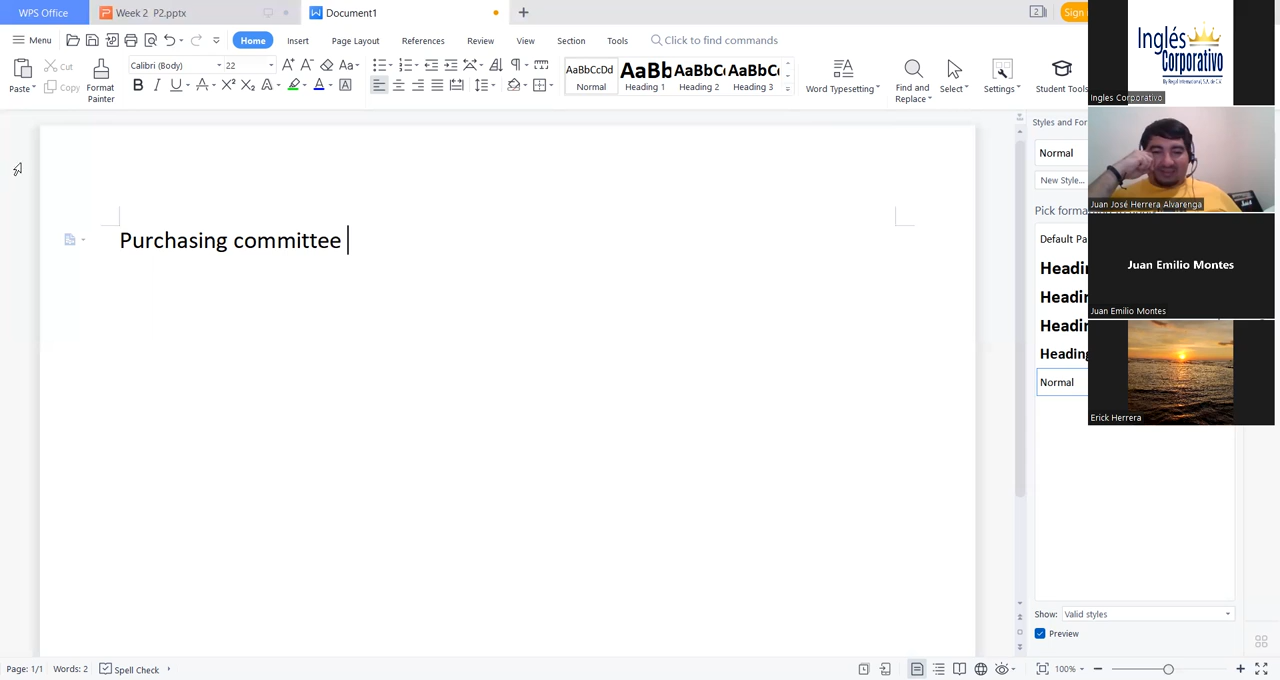 WPS Office
Week 2 P2.pptx
Document1
2
Sign
Menu
Home
Insert
Page Layout
References
Review
View
Section
Tools
Click to find commands
Paste
Cut
Copy
Format
Painter
Calibri (Body)
22
AaBbCcDd
Normal
AaBb
Heading 1
AaBbC
Heading 2
AaBbC
Heading 3
Word Typesetting
Find and
Replace
Select
Settings
Student Tools
Purchasing committee
Styles and For
Normal
New Style...
Pick forma
Default Pa
Headi
Headi
Headi
Heading
Normal
Show: Valid styles
Preview
Inglés
Corporativo
Ingles Corporativo
Juan José Herrera Alvarenga
Juan Emilio Montes
Juan Emilio Montes
Erick Herrera
Page: 1/1
Words: 2
Spell Check
100%